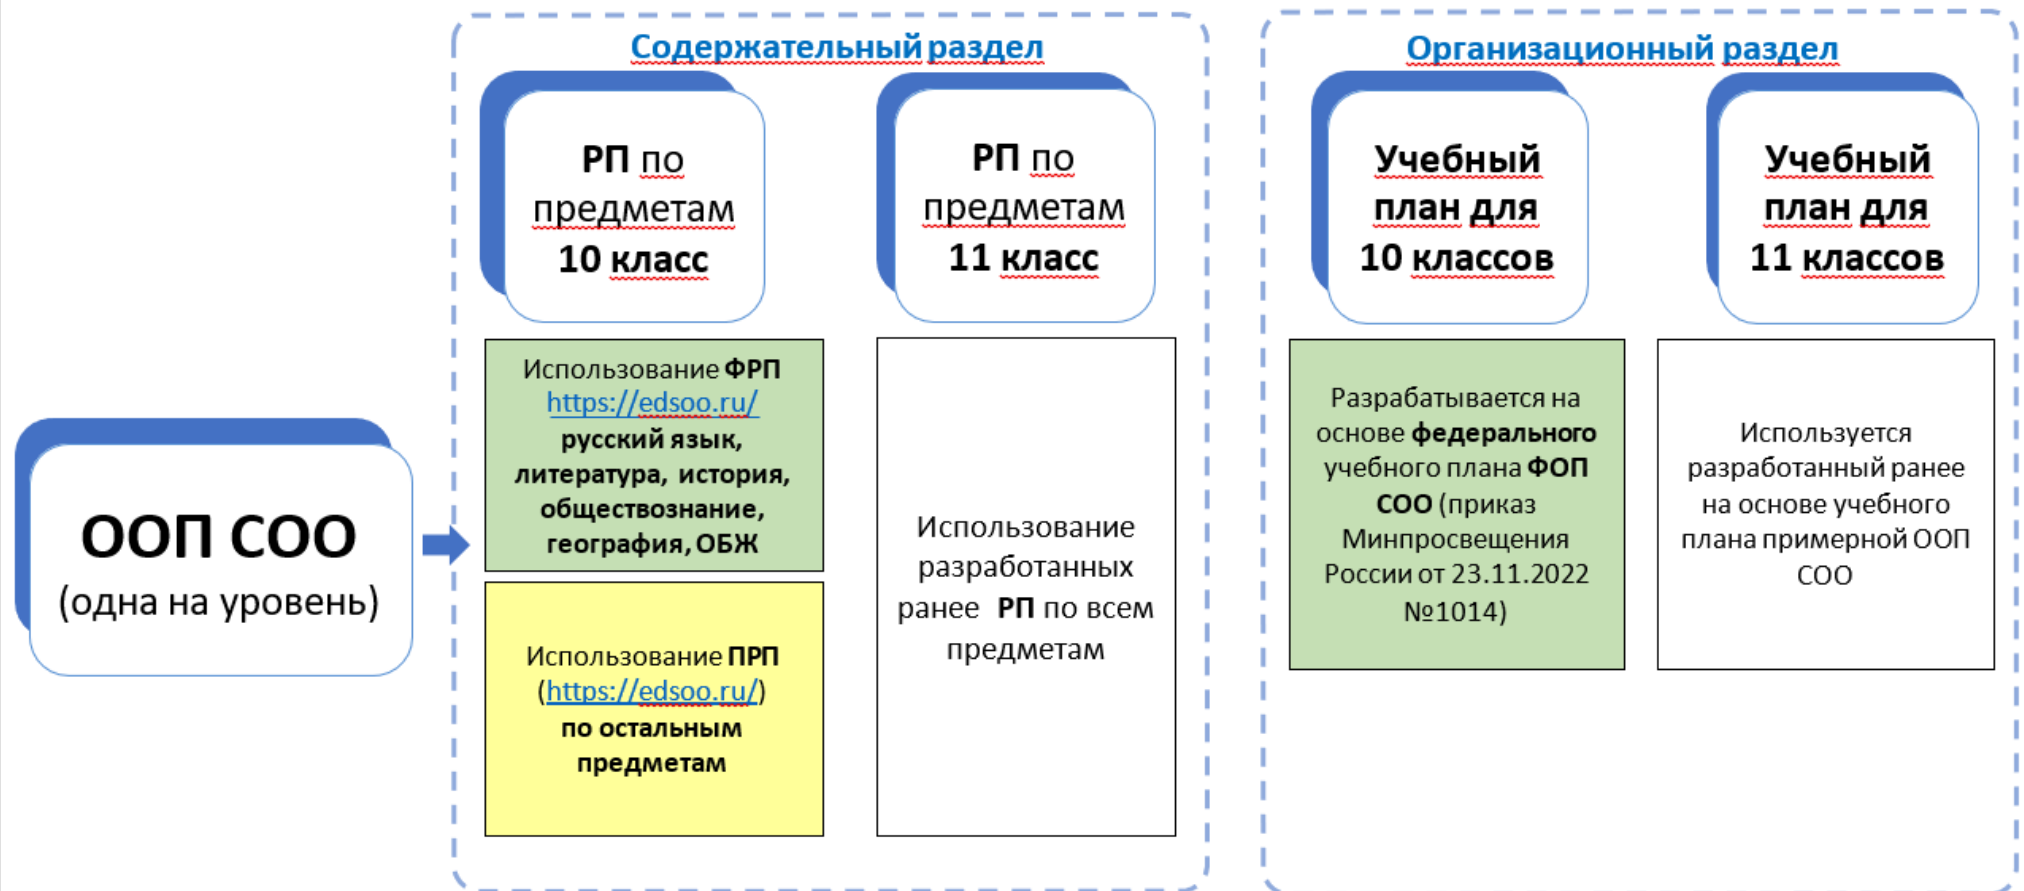 ООП СОО
(одна на уровень)
Содержательный раздел
РП по
предметам
10 класс
Использование ФРП
https://edsoo.ru/
русский язык,
литература, история,
обществознание,
география, ОБЖ
Использование ПРП
(https://edsoo.ru/)
по остальным
предметам
РП по
предметам
11 класс
Использование
разработанных
ранее РП по всем
предметам
Организационный раздел
Учебный
план для
10 классов
Разрабатывается на
основе федерального
учебного плана ФОП
СОО (приказ
Минпросвещения
России от 23.11.2022
№1014)
Учебный
план для
11 классов
Используется
разработанный ранее
на основе учебного
плана примерной ООП
СОО